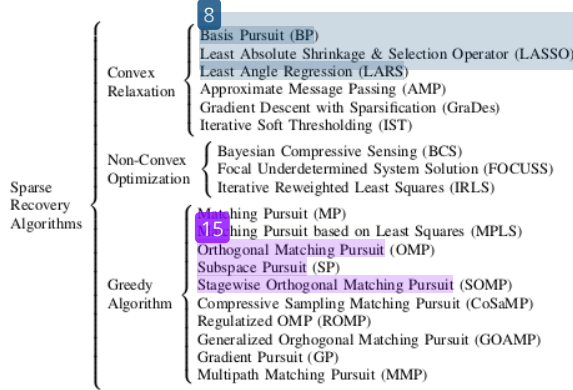 8
Basis Pursuit (BP)
Least Absolute Shrinkage & Selection Operator (LASSO)
Convex Relaxation
Least Angle Regression (LARS)
Approximate Message Passing (AMP)
Gradient Descent with Sparsification (GraDes)
Iterative Soft Thresholding (IST)
Non-Convex Optimization
Bayesian Compressive Sensing (BCS)
Focal Underdetermined System Solution (FOCUSS)
Iterative Reweighted Least Squares (IRLS)
Sparse Recovery Algorithms
Matching Pursuit (MP)
15
Matching Pursuit based on Least Squares (MPLS)
Orthogonal Matching Pursuit (OMP)
Subspace Pursuit (SP)
Stagewise Orthogonal Matching Pursuit (SOMP)
Greedy Algorithm
Compressive Sampling Matching Pursuit (CoSaMP)
Regulatized OMP (ROMP)
Generalized Orghogonal Matching Pursuit (GOAMP)
Gradient Pursuit (GP)
Multipath Matching Pursuit (MMP)